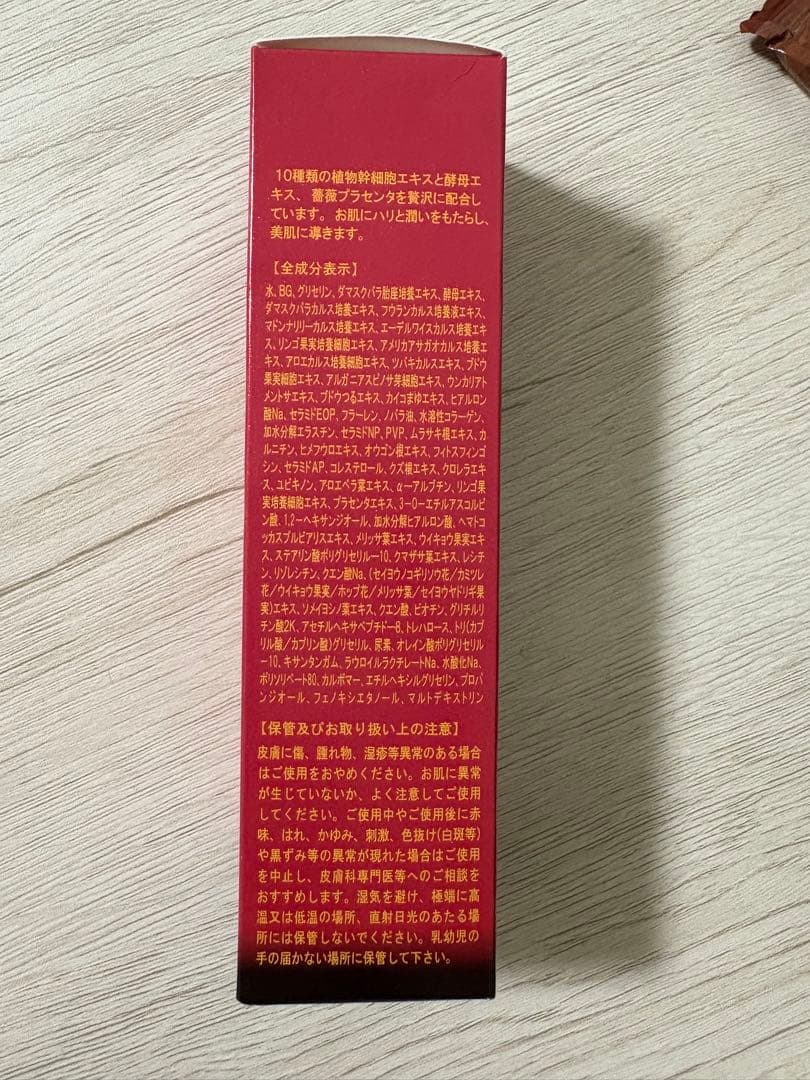 10種類の植物幹細胞エキスと酵母エ
キス、薔薇プラセンタを贅沢に配合し
ています。お肌にハリと潤いをもたらし、
美肌に導きます。
【全成分表示】
水、BG、グリセリン、ダマスクバラ胎座培養エキス、酵母エキス、
ダマスクバラカルス培養エキス、フウランカルス培養液エキス、
マドンナリリーカルス培養エキス、エーデルワイスカルス培養エキ
ス、リンゴ果実培養細胞エキス、アメリカアサガオカルス培養エ
キス、アロエカルス培養細胞エキス、ツバキカルスエキス、ブドウ
果実細胞エキス、アルガニアスピノサ芽細胞エキス、ウンカリアト
メントサエキス、ブドウつるエキス、カイコまゆエキス、ヒアルロン
酸Na、セラミドEOP、フラーレン、ノバラ油、水溶性コラーゲン、
加水分解エラスチン、セラミドNP、PVP、ムラサキ根エキス、カ
ルニチン、ヒメフウロエキス、オウゴン根エキス、フィトスフィンゴ
シン、セラミドAP、コレステロール、クズ根エキス、クロレラエキ
ス、ユビキノン、アロエベラ葉エキス、α-アルブチン、リンゴ果
実培養細胞エキス、プラセンタエキス、3-O-エチルアスコルビ
ン酸、1,2-ヘキサンジオール、加水分解ヒアルロン酸、ヘマトコ
ッカスプルビアリスエキス、メリッサ葉エキス、ウイキョウ果実エキ
ス、ステアリン酸ポリグリセリル-10、クマザサ葉エキス、レシチ
ン、リゾレシチン、クエン酸Na、(セイヨウノコギリソウ花/カミツレ
花/ウイキョウ果実/ホップ花/メリッサ葉/セイヨウヤドリギ果
実)エキス、ソメイヨシノ葉エキス、クエン酸、ビオチン、グリチルリ
チン酸2K、アセチルヘキサペプチド-8、トレハロース、トリ(カプ
リル酸/カプリン酸)グリセリル、尿素、オレイン酸ポリグリセリル
-10、キサンタンガム、ラウロイルラクチレートNa、水酸化Na、
ポリソルベート80、カルボマー、エチルヘキシルグリセリン、プロパ
ンジオール、フェノキシエタノール、マルトデキストリン
【保管及びお取り扱い上の注意】
皮膚に傷、腫れ物、湿疹等異常のある場合
はご使用をおやめください。お肌に異常
が生じていないか、よく注意してご使用
してください。ご使用中やご使用後に赤
味、はれ、かゆみ、刺激、色抜け(白斑等)
や黒ずみ等の異常が現れた場合はご使用
を中止し、皮膚科専門医等へのご相談を
おすすめします。湿気を避け、極端に高
温又は低温の場所、直射日光のあたる場
所には保管しないでください。乳幼児の
手の届かない場所に保管して下さい。